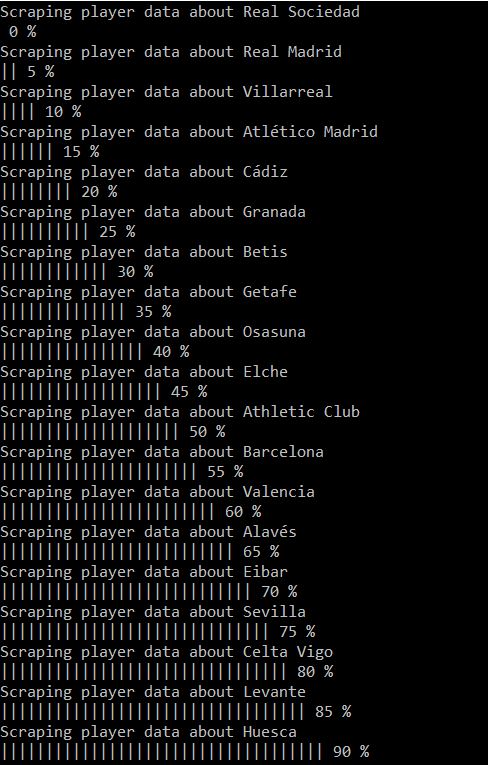 Scraping player data about Real Sociedad
0 %
Scraping player data about Real Madrid
|| 5 %
Scraping player data about Villarreal
|||| 10 %
Scraping player data about Atlético Madrid
|||||| 15 %
Scraping player data about Cádiz
|||||||| 20 %
Scraping player data about Granada
|||||||||| 25 %
Scraping player data about Betis
|||||||||||| 30 %
Scraping player data about Getafe
|||||||||||||| 35 %
Scraping player data about Osasuna
|||||||||||||||| 40 %
Scraping player data about Elche
|||||||||||||||||| 45 %
Scraping player data about Athletic Club
|||||||||||||||||||| 50 %
Scraping player data about Barcelona
|||||||||||||||||||||| 55 %
Scraping player data about Valencia
|||||||||||||||||||||||| 60 %
Scraping player data about Alavés
|||||||||||||||||||||||||| 65 %
Scraping player data about Eibar
|||||||||||||||||||||||||||| 70 %
Scraping player data about Sevilla
|||||||||||||||||||||||||||||| 75 %
Scraping player data about Celta Vigo
|||||||||||||||||||||||||||||||| 80 %
Scraping player data about Levante
|||||||||||||||||||||||||||||||||| 85 %
Scraping player data about Huesca
|||||||||||||||||||||||||||||||||||| 90 %